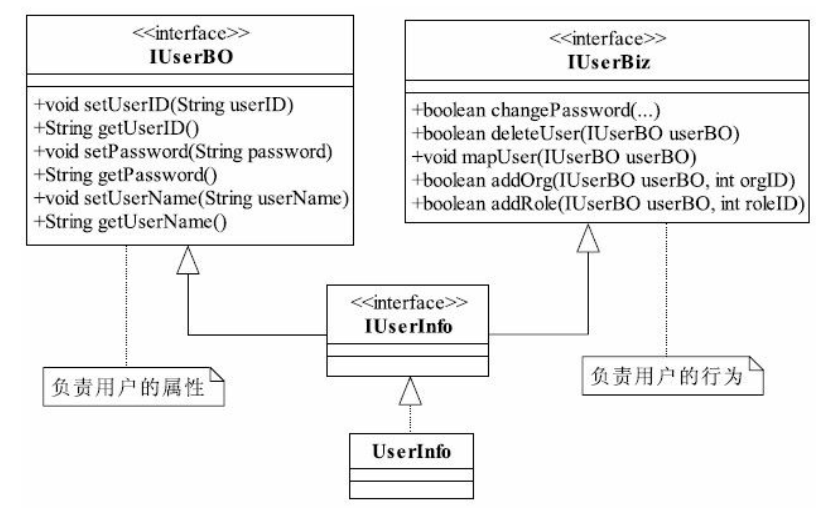 <<interface>>
IUserBO
+void setUserID(String userID)
+String getUserID()
+void setPassword(String password)
+String getPassword()
+void setUserName(String userName)
+String getUserName()
<<interface>>
IUserBiz
+boolean changePassword(...)
+boolean deleteUser(IUserBO userBO)
+void mapUser(IUserBO userBO)
+boolean addOrg(IUserBO userBO, int orgID)
+boolean addRole(IUserBO userBO, int roleID)
<<interface>>
IUserInfo
负责用户的属性
负责用户的行为
UserInfo